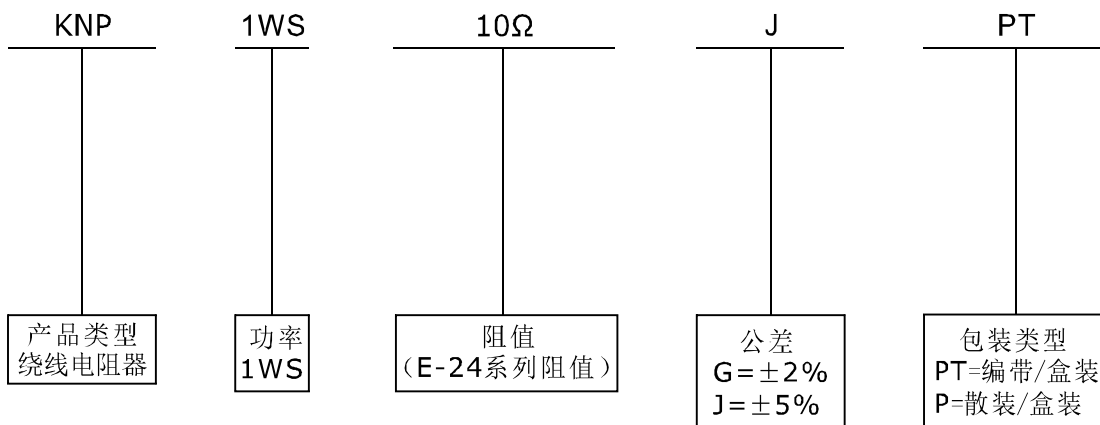 KNP 1WS 10Ω J PT
产品类型
绕线电阻器
功率
1WS
阻值
（E-24系列阻值）
公差
G=±2%
J=±5%
包装类型
PT=编带/盒装
P=散装/盒装